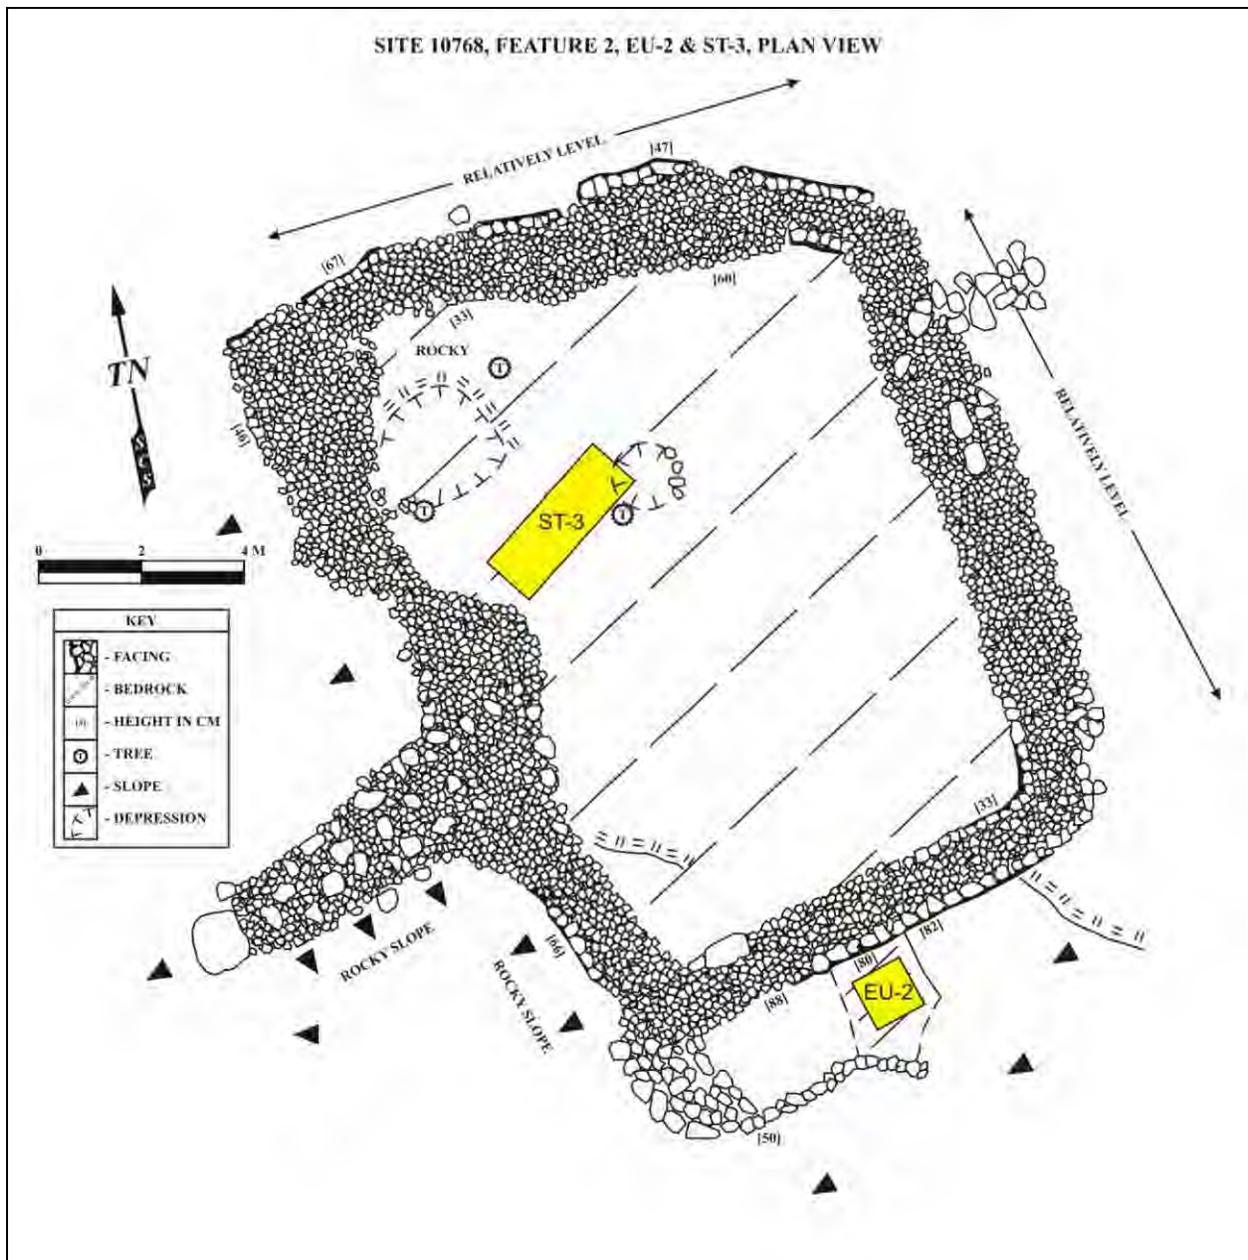 SITE 10768, FEATURE 2, EU-2 & ST-3, PLAN VIEW
RELATIVELY LEVEL
[47]
[67]
[60]
[33]
ROCKY
T
TN
SCS
[46]
RELATIVELY LEVEL
T
T
ST-3
0 2 4 M
KEY
- FACING
- BEDROCK
- HEIGHT IN CM
T - TREE
- SLOPE
- DEPRESSION
[33]
ROCKY SLOPE
[66]
ROCKY SLOPE
[82]
[80]
[88]
EU-2
[50]